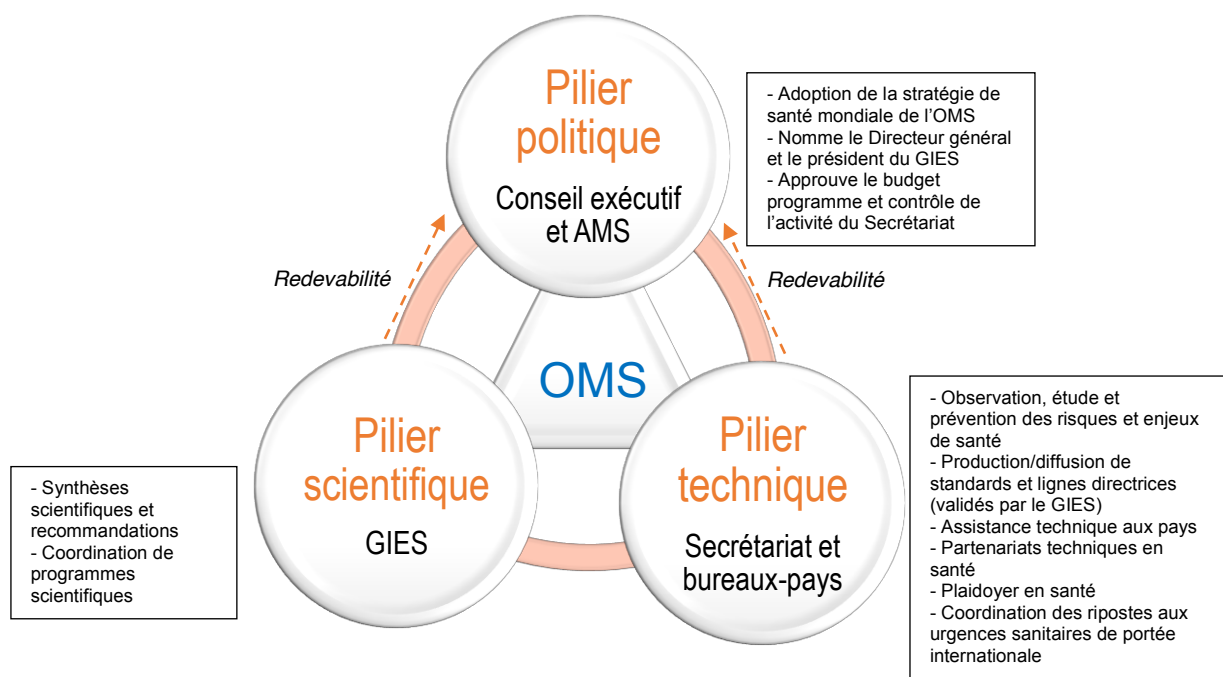 Pilier
politique
Conseil exécutif
et AMS
- Adoption de la stratégie de
santé mondiale de l'OMS
- Nomme le Directeur général
et le président du GIES
- Approuve le budget
programme et contrôle de
l'activité du Secrétariat
Redevabilité
Redevabilité
OMS
Pilier
scientifique
GIES
- Synthèses
scientifiques et
recommandations
- Coordination de
programmes
scientifiques
Pilier
technique
Secrétariat et
bureaux-pays
- Observation, étude et
prévention des risques et enjeux
de santé
- Production/diffusion de
standards et lignes directrices
(validés par le GIES)
- Assistance technique aux pays
- Partenariats techniques en
santé
- Plaidoyer en santé
- Coordination des ripostes aux
urgences sanitaires de portée
internationale